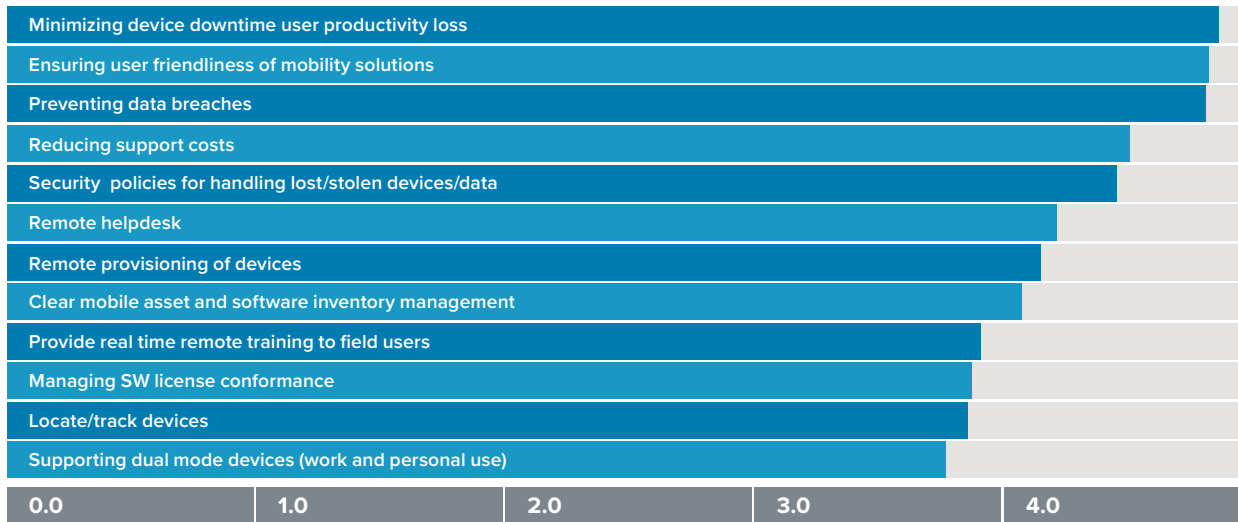 Minimizing device downtime user productivity loss
Ensuring user friendliness of mobility solutions
Preventing data breaches
Reducing support costs
Security  policies for handling lost/stolen devices/data
Remote helpdesk
Remote provisioning of devices
Clear mobile asset and software inventory management
Provide real time remote training to field users
Managing SW license conformance
Locate/track devices
Supporting dual mode devices (work and personal use)
0.0 1.0 2.0 3.0 4.0